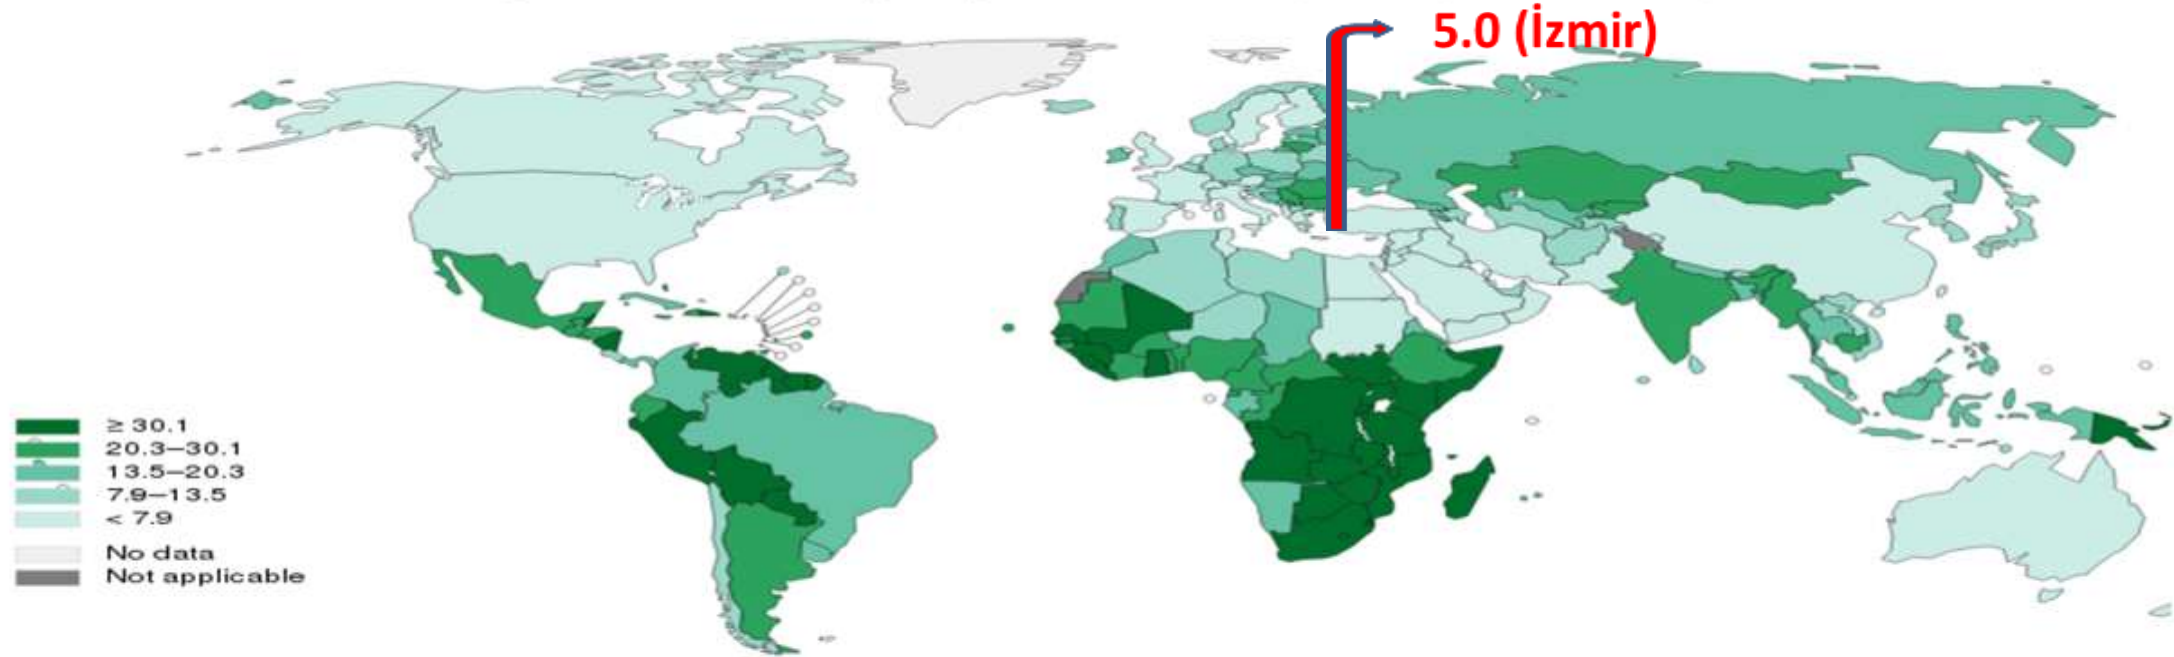 5.0 (İzmir)
≥ 30.1
20.3–30.1
13.5–20.3
7.9–13.5
< 7.9
No data
Not applicable